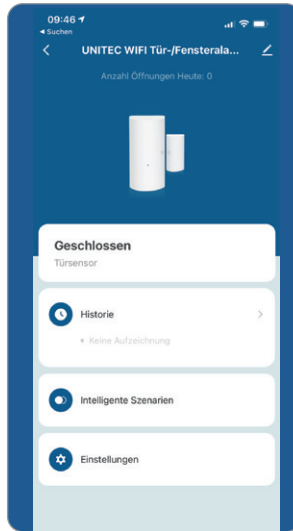 09:46
Suchen
UNITEC WIFI Tür-/Fensterala...
Anzahl Öffnungen Heute: 0
Geschlossen
Türsensor
Historie
Keine Aufzeichnung
Intelligente Szenarien
Einstellungen